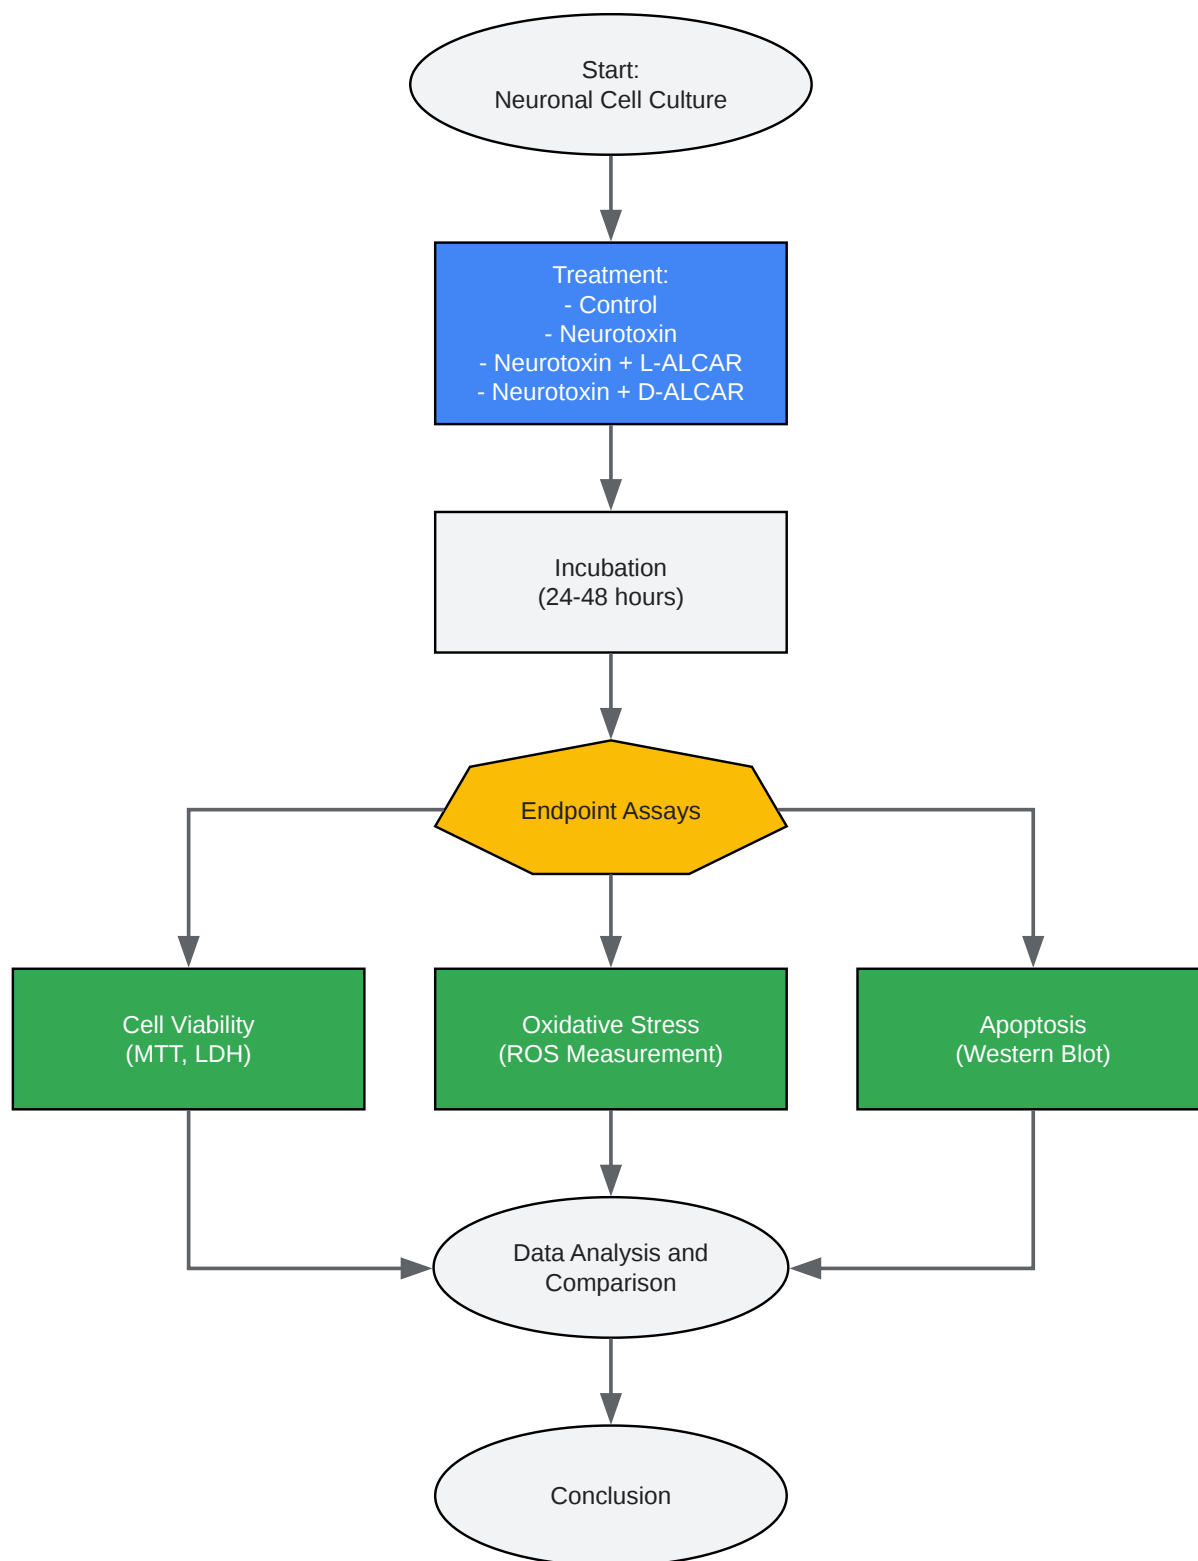 Start:
Neuronal Cell Culture
Treatment:
- Control
- Neurotoxin
- Neurotoxin + L-ALCAR
- Neurotoxin + D-ALCAR
Incubation
(24-48 hours)
Endpoint Assays
Cell Viability
(MTT, LDH)
Oxidative Stress
(ROS Measurement)
Apoptosis
(Western Blot)
Data Analysis and
Comparison
Conclusion